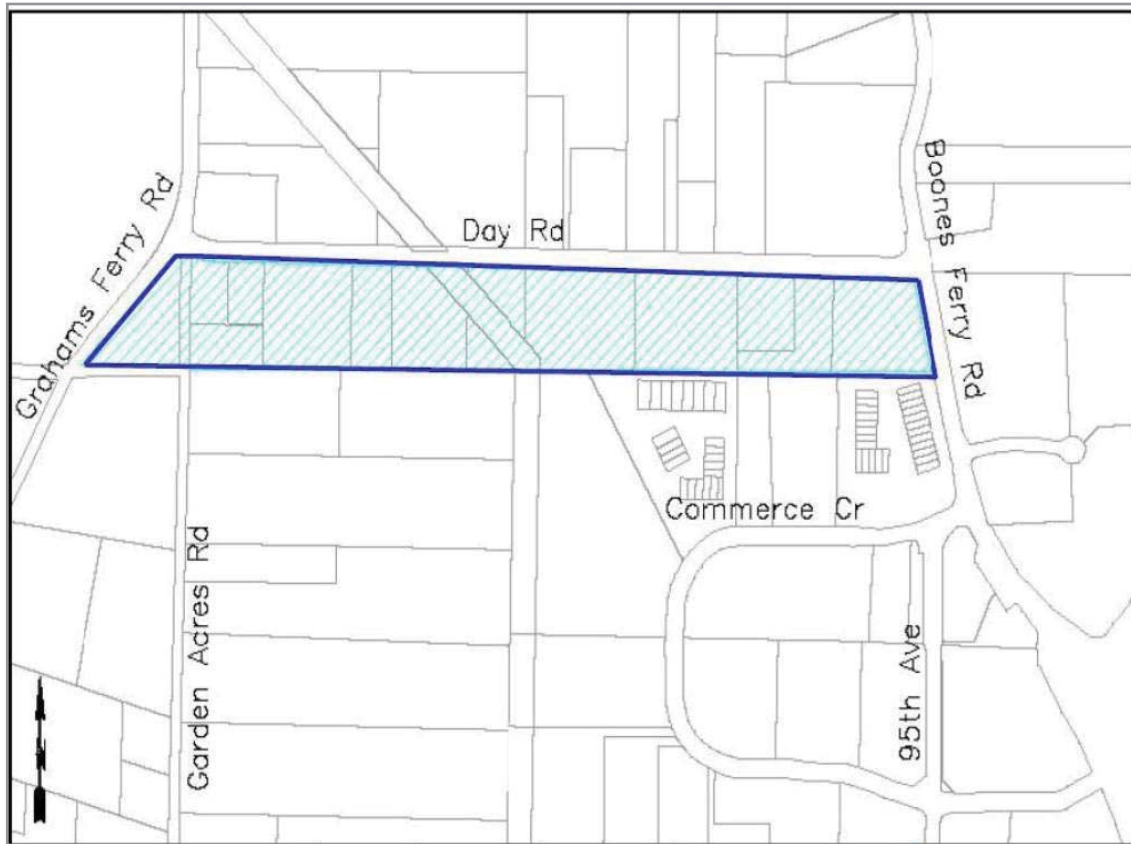 Day Rd
Grahams Ferry Rd
Boones Ferry Rd
Commerce Cr
Garden Acres Rd
95th Ave